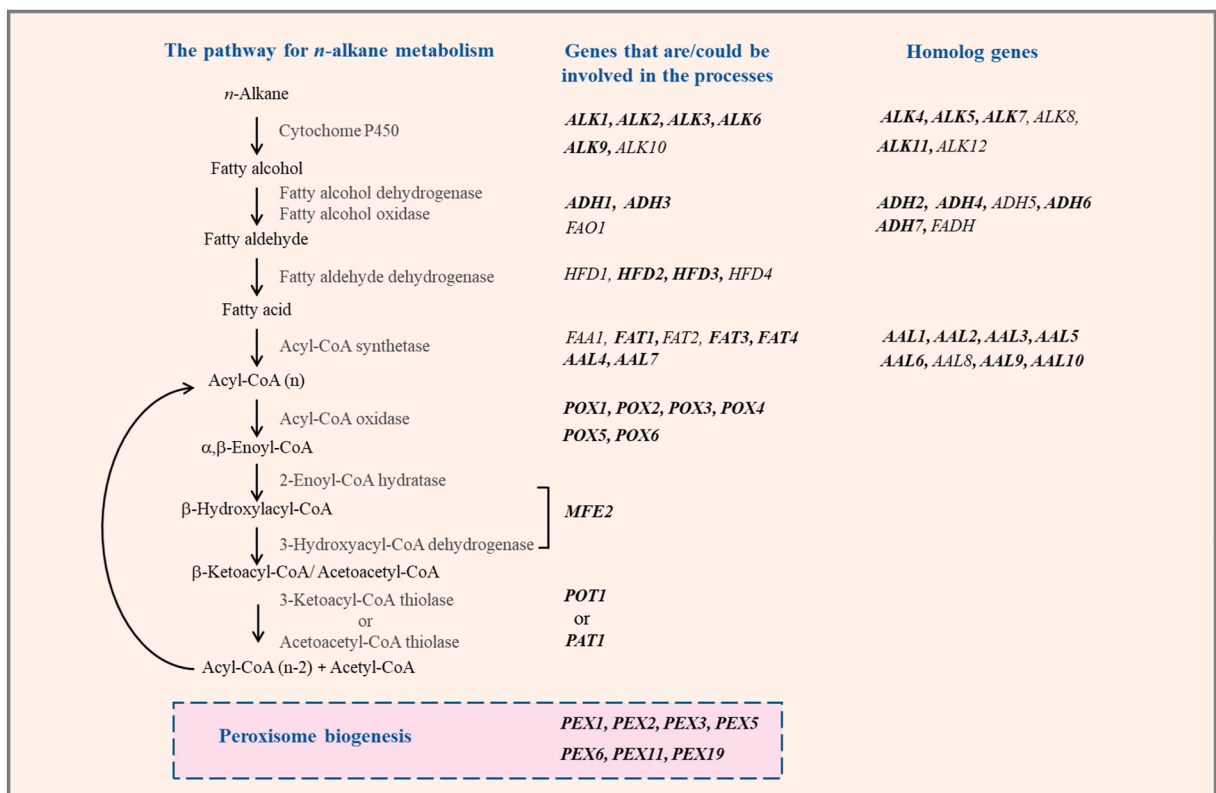 The pathway for n-alkane metabolism
Genes that are/could be
involved in the processes
Homolog genes
n-Alkane
Cytochome P450
ALK1, ALK2, ALK3, ALK6
ALK9, ALK10
ALK4, ALK5, ALK7, ALK8,
ALK11, ALK12
Fatty alcohol
Fatty alcohol dehydrogenase
Fatty alcohol oxidase
ADH1, ADH3
FAO1
ADH2, ADH4, ADH5, ADH6
ADH7, FADH
Fatty aldehyde
Fatty aldehyde dehydrogenase
HFD1, HFD2, HFD3, HFD4
Fatty acid
Acyl-CoA synthetase
FAA1, FAT1, FAT2, FAT3, FAT4
AAL4, AAL7
AAL1, AAL2, AAL3, AAL5
AAL6, AAL8, AAL9, AAL10
Acyl-CoA (n)
Acyl-CoA oxidase
POX1, POX2, POX3, POX4
POX5, POX6
α,β-Enoyl-CoA
2-Enoyl-CoA hydratase
β-Hydroxylacyl-CoA
MFE2
3-Hydroxyacyl-CoA dehydrogenase
β-Ketoacyl-CoA/ Acetoacetyl-CoA
3-Ketoacyl-CoA thiolase
or
Acetoacetyl-CoA thiolase
POT1
or
PAT1
Acyl-CoA (n-2) + Acetyl-CoA
Peroxisome biogenesis
PEX1, PEX2, PEX3, PEX5
PEX6, PEX11, PEX19